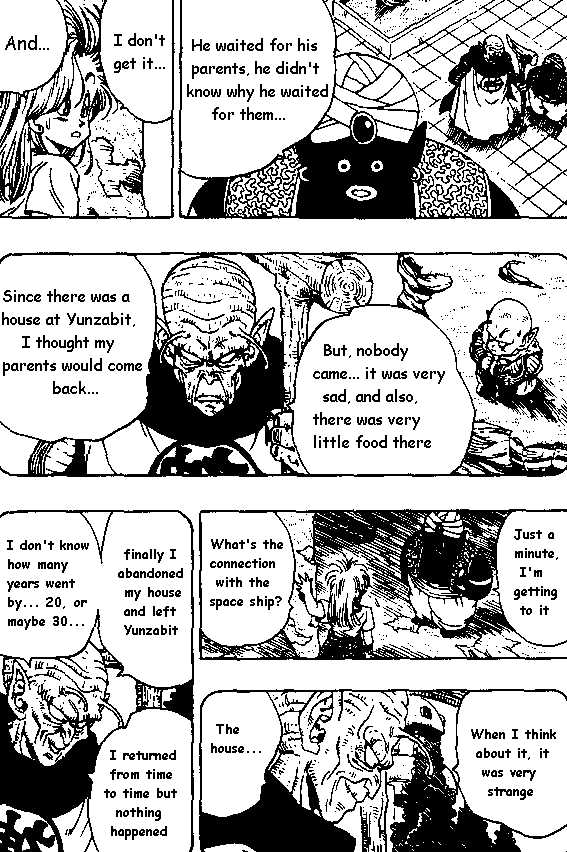 And...
I don't
get it...
He waited for his
parents, he didn't
know why he waited
for them...
Since there was a
house at Yunzabit,
I thought my
parents would come
back...
But, nobody
came... it was very
sad, and also,
there was very
little food there
I don't know
how many
years went
by... 20, or
maybe 30...
finally I
abandoned
my house
and left
Yunzabit
I returned
from time
to time but
nothing
happened
What's the
connection
with the
space ship?
Just a
minute,
I'm
getting
to it
The
house...
When I think
about it, it
was very
strange